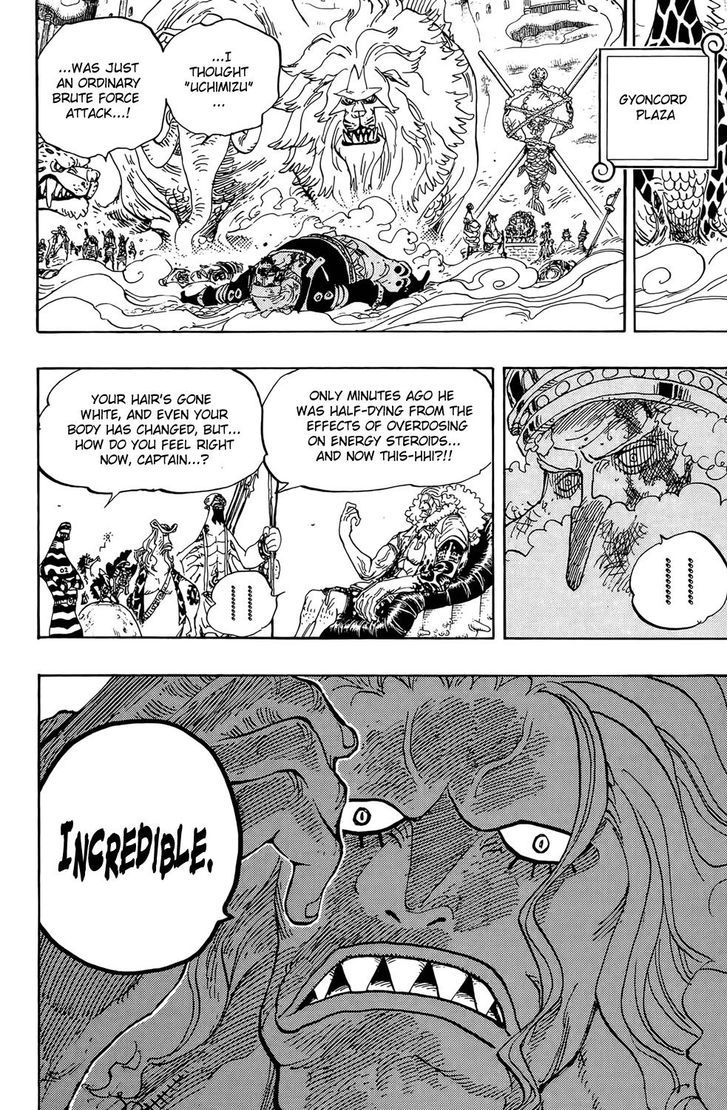 GYONCORD
PLAZA
...I
THOUGHT
"UCHIMIZU"
...
...WAS JUST
AN ORDINARY
BRUTE FORCE
ATTACK...!
ONLY MINUTES AGO HE
WAS HALF-DYING FROM THE
EFFECTS OF OVERDOSING
ON ENERGY STEROIDS...
AND NOW THIS-HHI?!!
YOUR HAIR'S GONE
WHITE, AND EVEN YOUR
BODY HAS CHANGED, BUT...
HOW DO YOU FEEL RIGHT
NOW, CAPTAIN...?
INCREDIBLE.